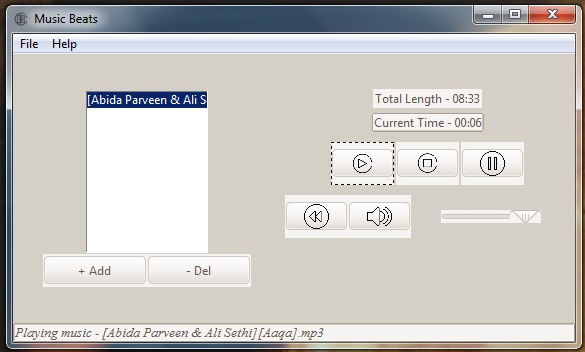 Music Beats
File Help
[Abida Parveen & Ali S
Total Length - 08:33
Current Time - 00:06
+ Add - Del
Playing music - [Abida Parveen & Ali Sethi][Aaqa].mp3